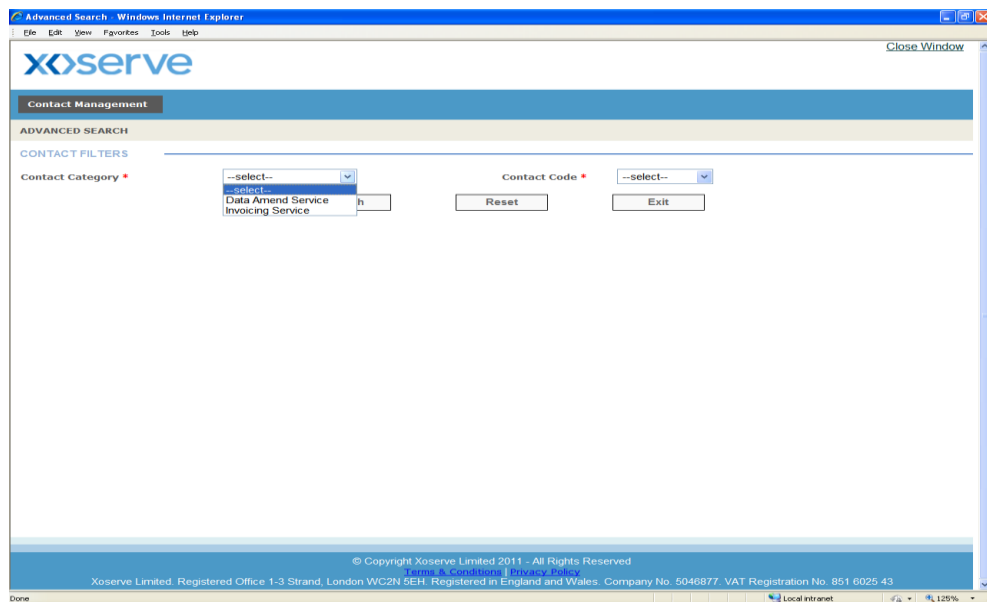 Advanced Search - Windows Internet Explorer
File Edit View Favorites Tools Help
Close Window
xoserve
Contact Management
ADVANCED SEARCH
CONTACT FILTERS
Contact Category * --select-- Contact Code * --select--
--select--
Data Amend Service
Invoicing Service
h Reset Exit
© Copyright Xoserve Limited 2011 - All Rights Reserved
Terms & Conditions | Privacy Policy
Xoserve Limited. Registered Office 1-3 Strand, London WC2N 5EH. Registered in England and Wales. Company No. 5046877. VAT Registration No. 851 6025 43
Done Local intranet 125%